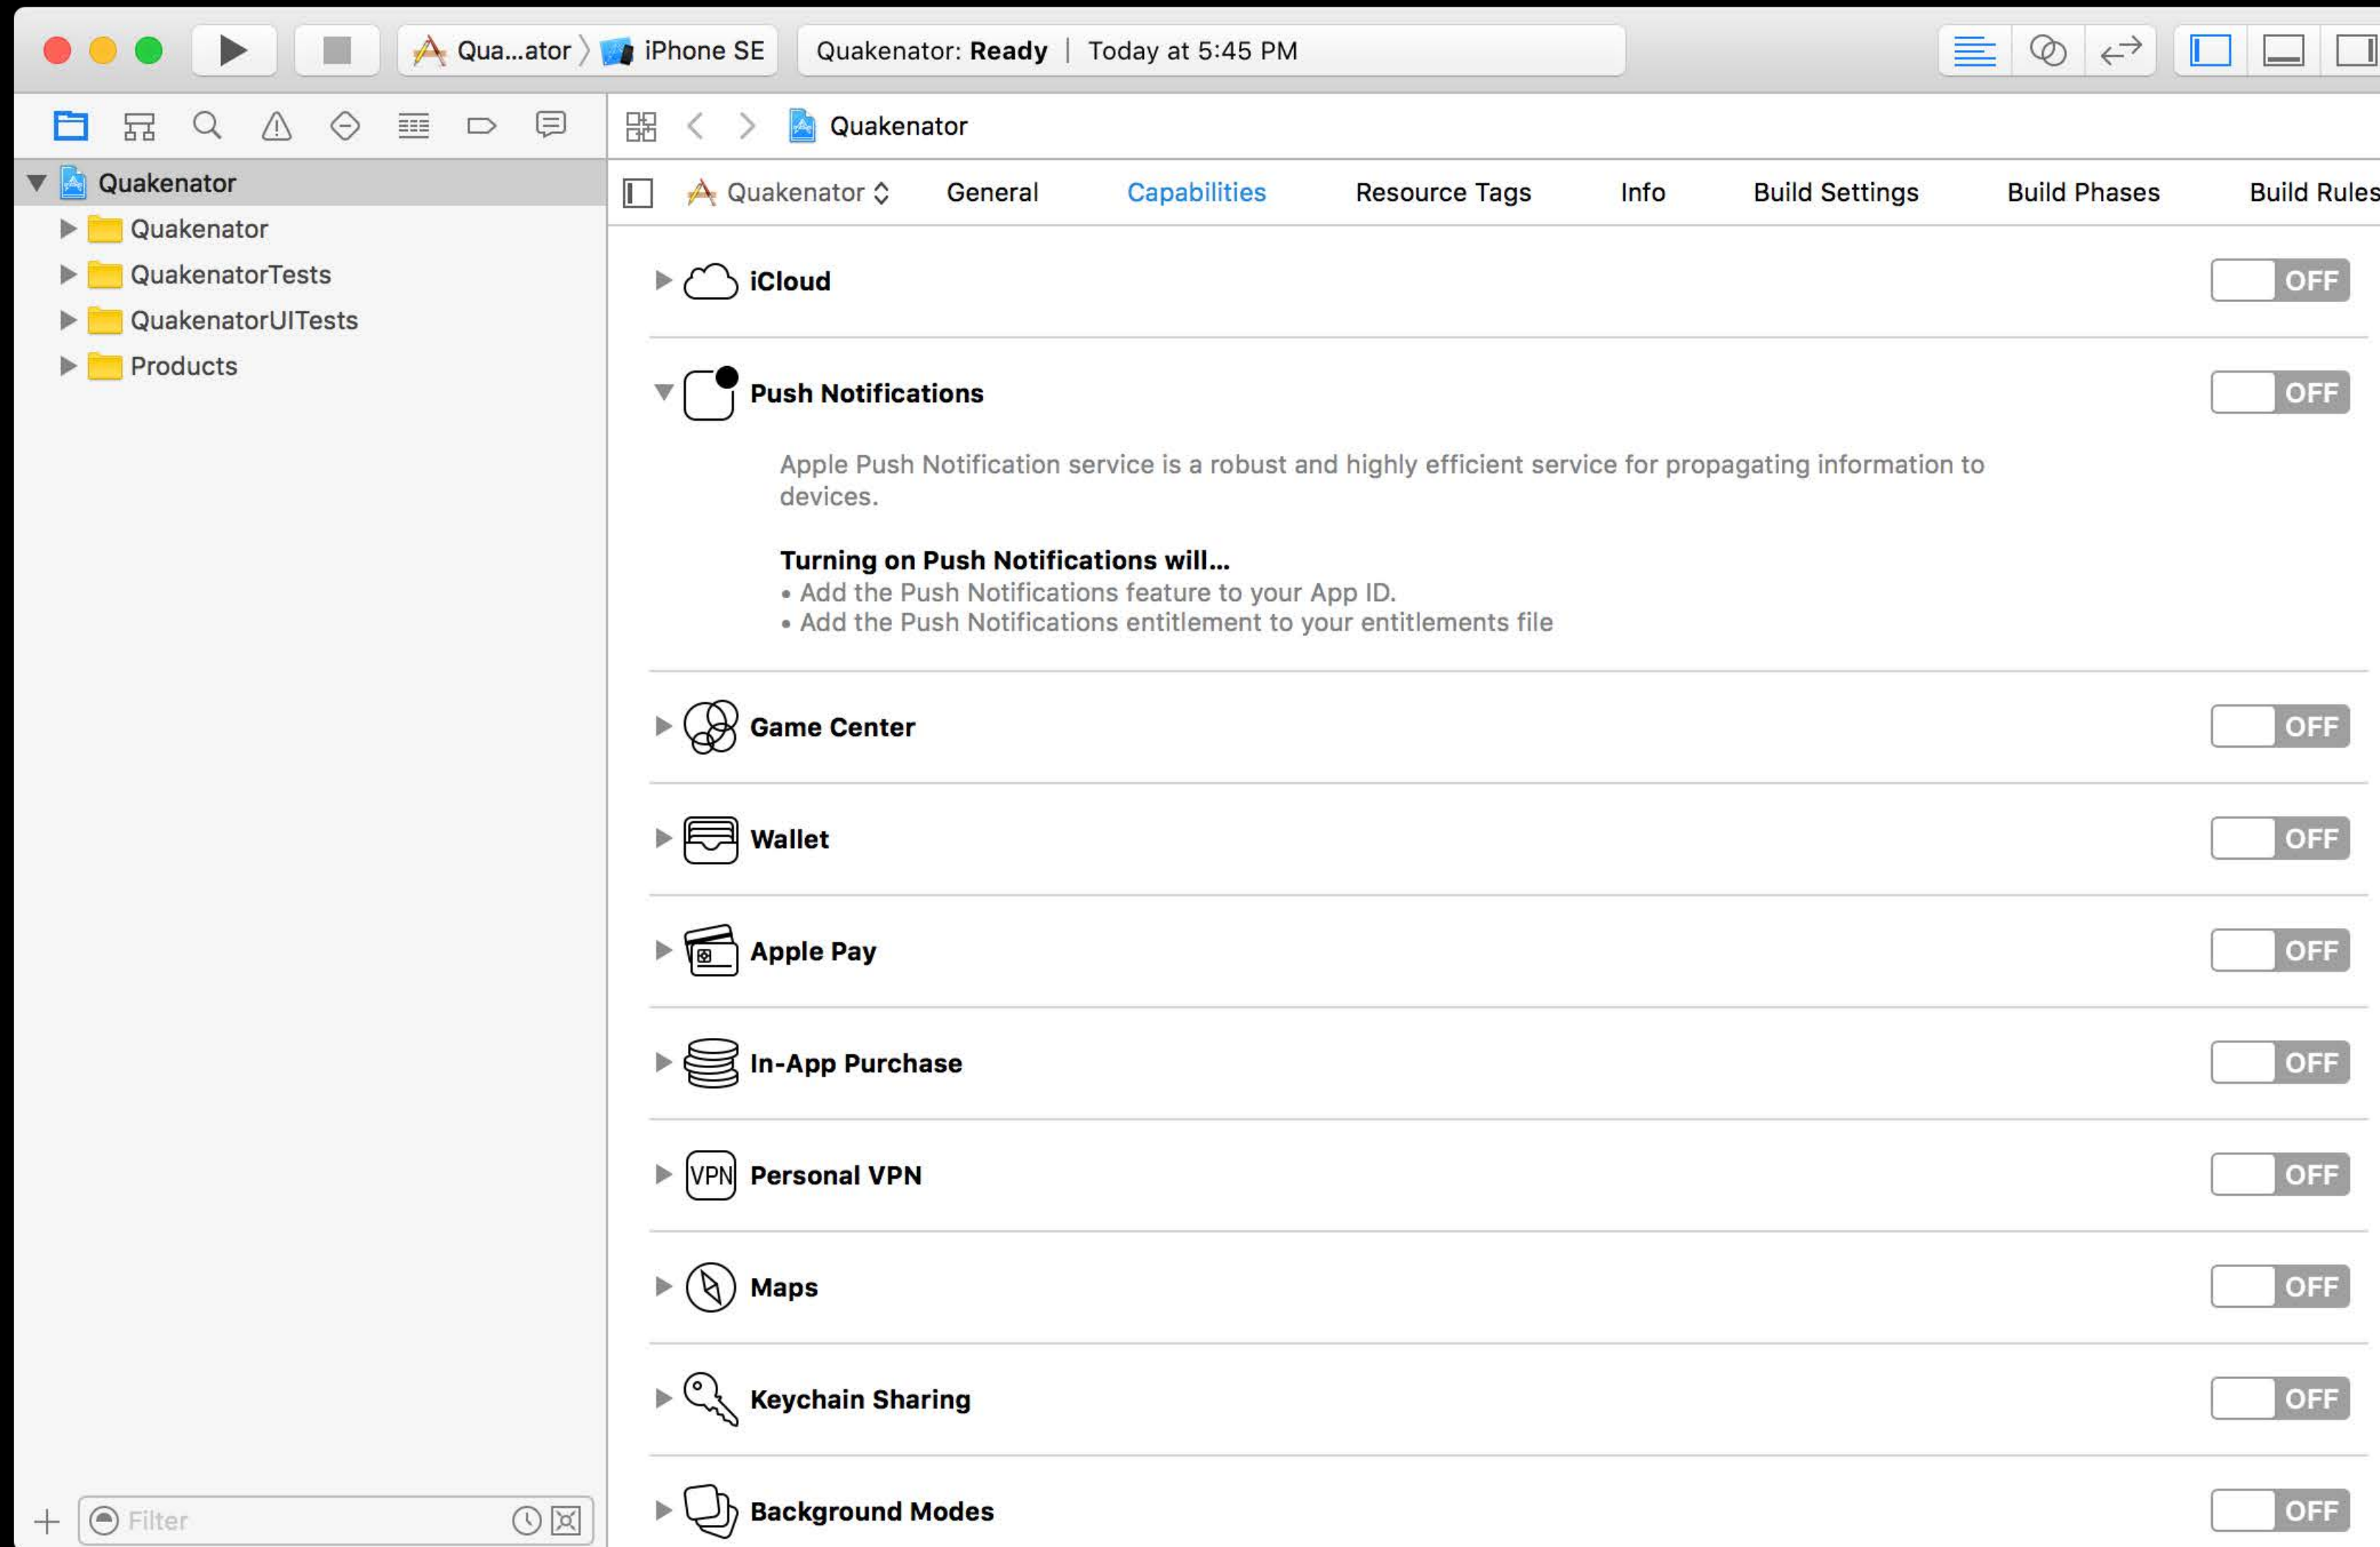 Qua...ator iPhone SE Quakenator: Ready | Today at 5:45 PM
Quakenator
Quakenator
Quakenator
QuakenatorTests
QuakenatorUITests
Products
Filter
Quakenator General Capabilities Resource Tags Info Build Settings Build Phases Build Rules
iCloud OFF
Push Notifications OFF
Apple Push Notification service is a robust and highly efficient service for propagating information to
devices.
Turning on Push Notifications will...
• Add the Push Notifications feature to your App ID.
• Add the Push Notifications entitlement to your entitlements file
Game Center OFF
Wallet OFF
Apple Pay OFF
In-App Purchase OFF
VPN Personal VPN OFF
Maps OFF
Keychain Sharing OFF
Background Modes OFF